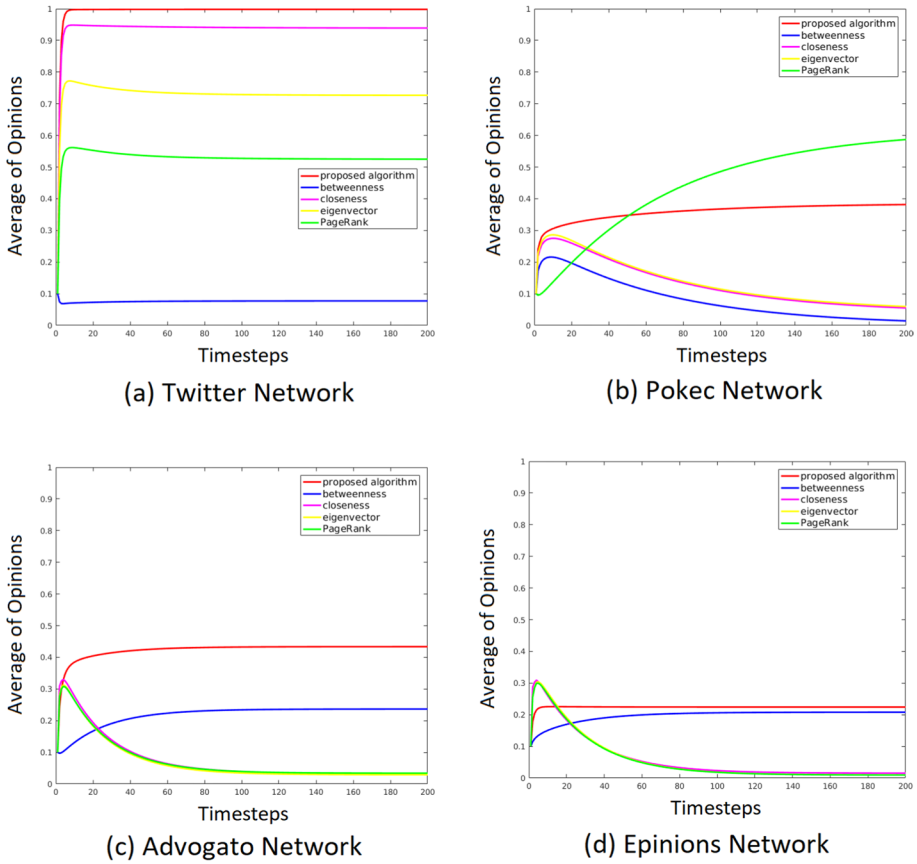 Average of Opinions
1
0.9
0.8
0.7
0.6
0.5
0.4
0.3
0.2
0.1
0
proposed algorithm
betweenness
closeness
eigenvector
PageRank
0 20 40 60 80 100 120 140 160 180 200
Timesteps
(a) Twitter Network
Average of Opinions
1
0.9
0.8
0.7
0.6
0.5
0.4
0.3
0.2
0.1
0
proposed algorithm
betweenness
closeness
eigenvector
PageRank
0 20 40 60 80 100 120 140 160 180 200
Timesteps
(b) Pokec Network
Average of Opinions
1
0.9
0.8
0.7
0.6
0.5
0.4
0.3
0.2
0.1
0
proposed algorithm
betweenness
closeness
eigenvector
PageRank
0 20 40 60 80 100 120 140 160 180 200
Timesteps
(c) Advogato Network
Average of Opinions
1
0.9
0.8
0.7
0.6
0.5
0.4
0.3
0.2
0.1
0
proposed algorithm
betweenness
closeness
eigenvector
PageRank
0 20 40 60 80 100 120 140 160 180 200
Timesteps
(d) Epinions Network